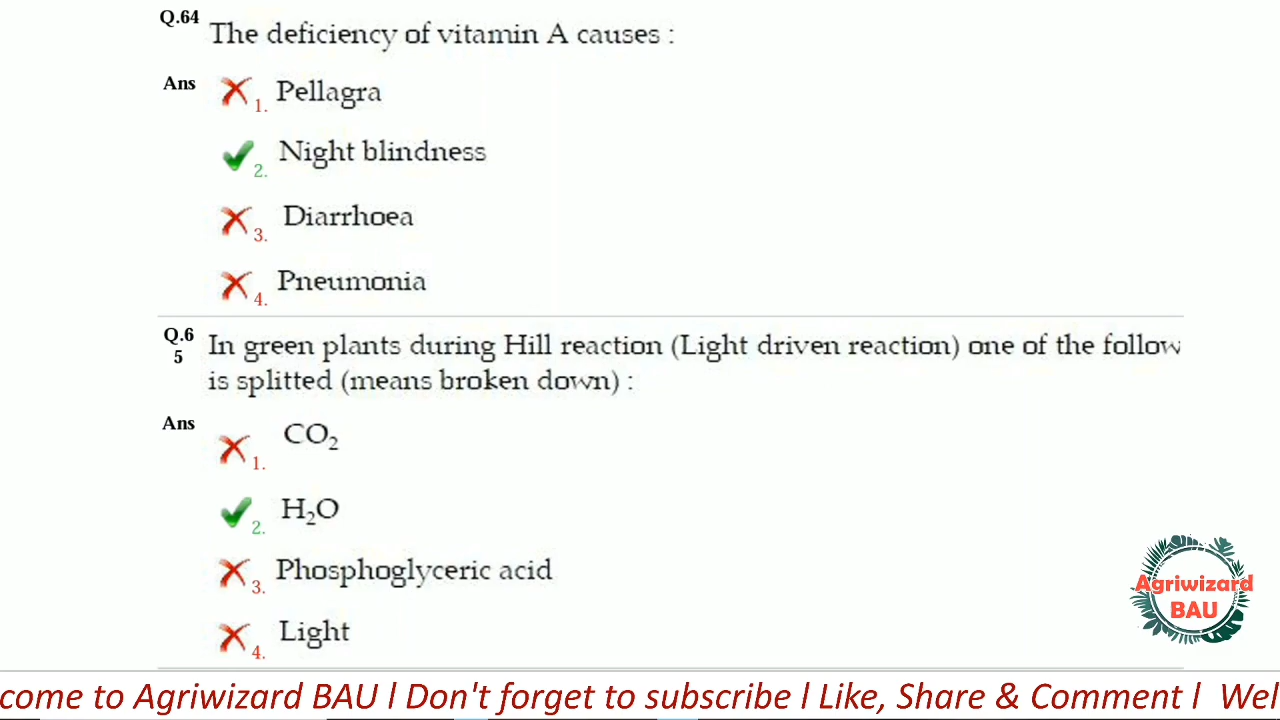 Q.64 The deficiency of vitamin A causes :
Ans 1. Pellagra
2. Night blindness
3. Diarrhoea
4. Pneumonia
Q.6 In green plants during Hill reaction (Light driven reaction) one of the follow
5 is splitted (means broken down) :
Ans 1. CO₂
2. H₂O
3. Phosphoglyceric acid
4. Light
Agriwizard
BAU
come to Agriwizard BAU l Don't forget to subscribe l Like, Share & Comment l Wel